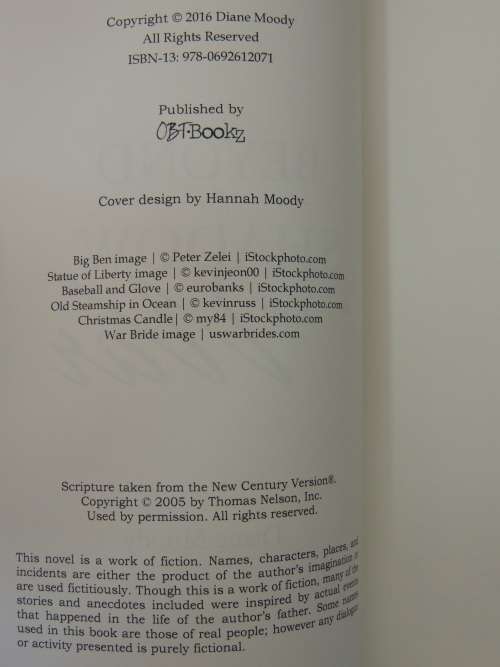 Copyright © 2016 Diane Moody
All Rights Reserved
ISBN-13: 978-0692612071
Published by
OBT·Bookz
Cover design by Hannah Moody
Big Ben image | © Peter Zelei | iStockphoto.com
Statue of Liberty image | © kevinjeon00 | iStockphoto.com
Baseball and Glove | © eurobanks | iStockphoto.com
Old Steamship in Ocean | © kevinruss | iStockphoto.com
Christmas Candle| © my84 | iStockphoto.com
War Bride image | uswarbrides.com
Scripture taken from the New Century Version®.
Copyright © 2005 by Thomas Nelson, Inc.
Used by permission. All rights reserved.
This novel is a work of fiction. Names, characters, places, and
incidents are either the product of the author's imagination or
are used fictitiously. Though this is a work of fiction, many of the
stories and anecdotes included were inspired by actual events
that happened in the life of the author's father. Some names
used in this book are those of real people; however any dialogue
or activity presented is purely fictional.